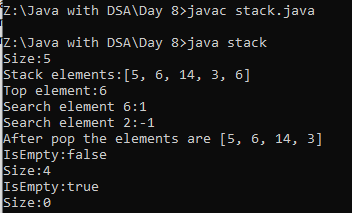 Z:\Java with DSA\Day 8>javac stack.java
Z:\Java with DSA\Day 8>java stack
Size:5
Stack elements:[5, 6, 14, 3, 6]
Top element:6
Search element 6:1
Search element 2:-1
After pop the elements are [5, 6, 14, 3]
IsEmpty:false
Size:4
IsEmpty:true
Size:0